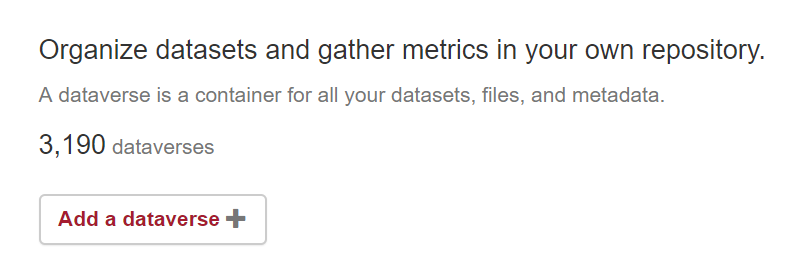 Organize datasets and gather metrics in your own repository.
A dataverse is a container for all your datasets, files, and metadata.
3,190 dataverses
Add a dataverse